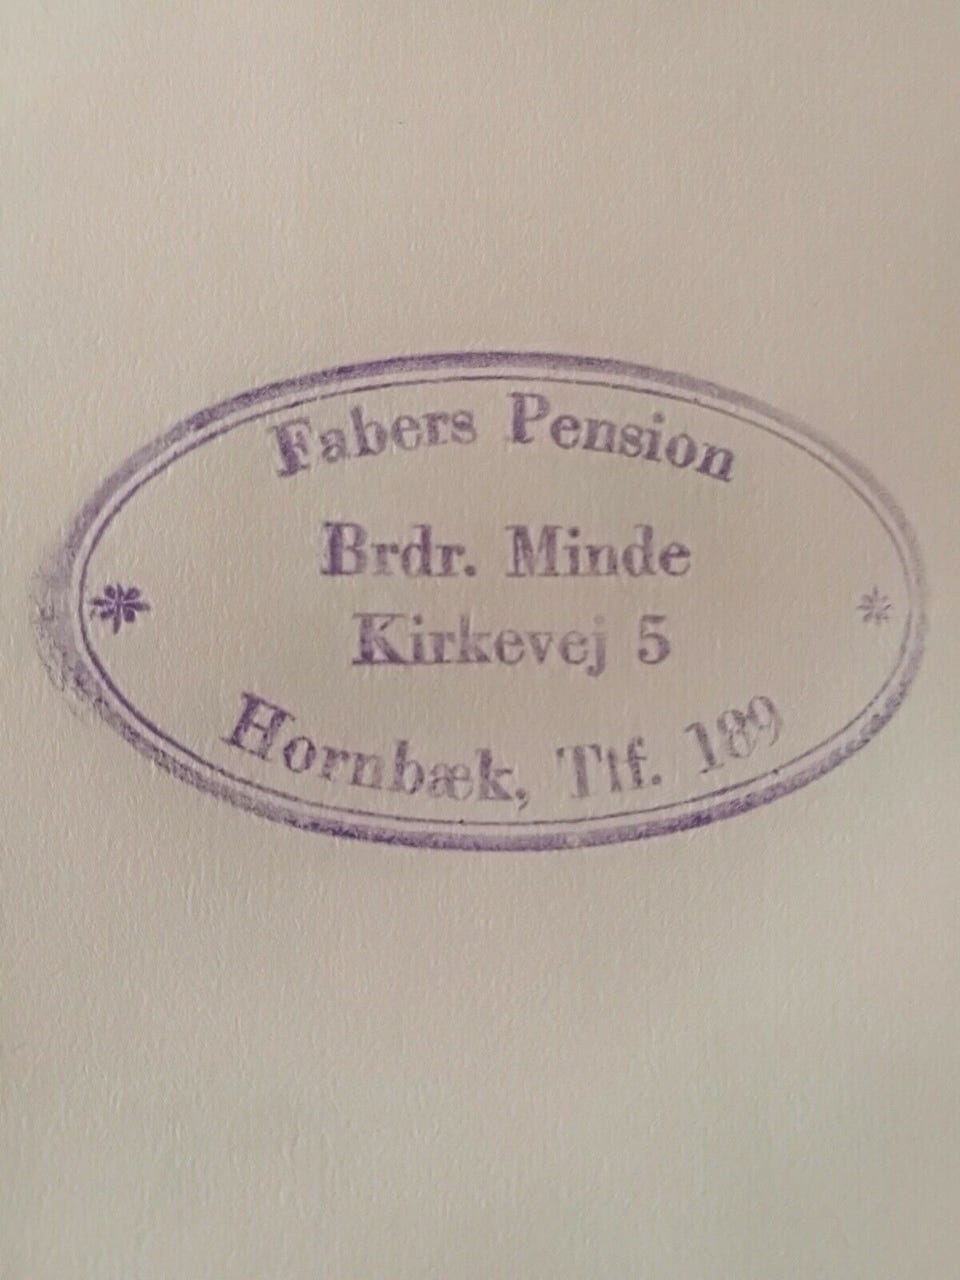 Fabers Pension
Brdr. Minde
Kirkevej 5
Hornbæk, Tlf. 189